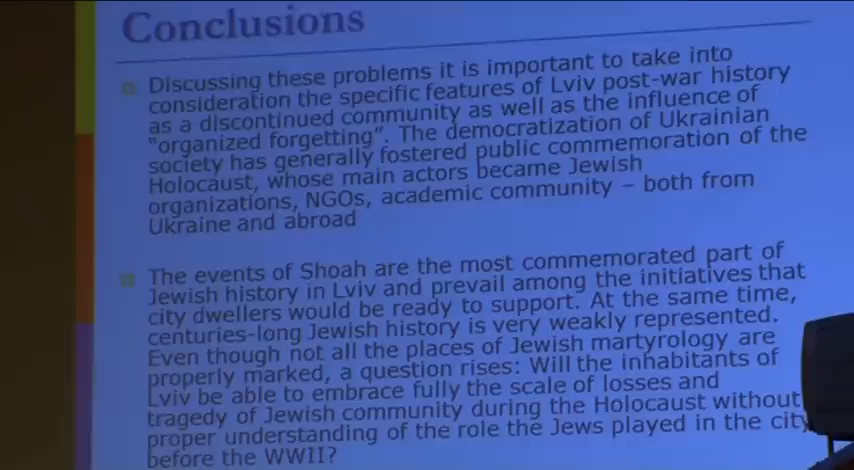 Conclusions
Discussing these problems it is important to take into
consideration the specific features of Lviv post-war history
as a discontinued community as well as the influence of
"organized forgetting". The democratization of Ukrainian
society has generally fostered public commemoration of the
Holocaust, whose main actors became Jewish
organizations, NGOs, academic community – both from
Ukraine and abroad
The events of Shoah are the most commemorated part of
Jewish history in Lviv and prevail among the initiatives that
city dwellers would be ready to support. At the same time,
centuries-long Jewish history is very weakly represented.
Even though not all the places of Jewish martyrology are
properly marked, a question rises: Will the inhabitants of
Lviv be able to embrace fully the scale of losses and
tragedy of Jewish community during the Holocaust without
proper understanding of the role the Jews played in the city
before the WWII?